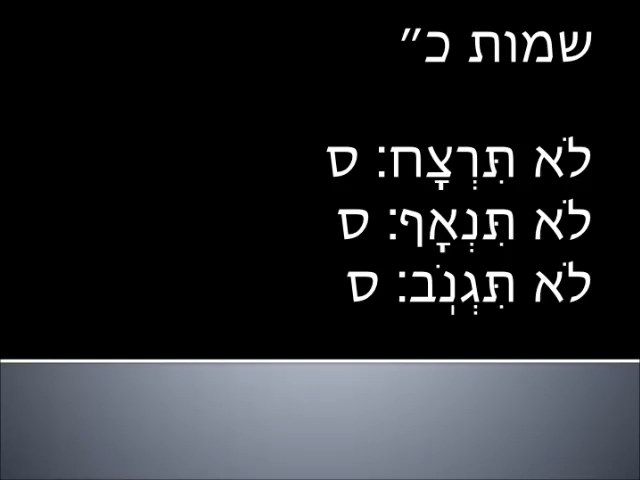 שמות כ״
לֹא תִּרְצָח׃ ס
לֹא תִּנְאָף׃ ס
לֹא תִּגְנֹֽב׃ ס